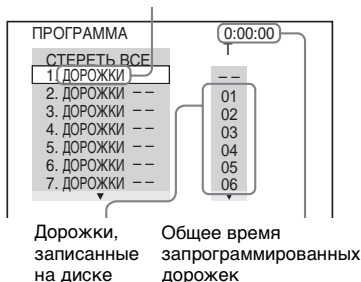 ПРОГРАММА 0:00:00
СТЕРЕТЬ ВСЕ
1. ДОРОЖКИ – –
2. ДОРОЖКИ – – 01
3. ДОРОЖКИ – – 02
4. ДОРОЖКИ – – 03
5. ДОРОЖКИ – – 04
6. ДОРОЖКИ – – 05
7. ДОРОЖКИ – – 06
Дорожки,
записанные
на диске
Общее время
запрограммированных
дорожек